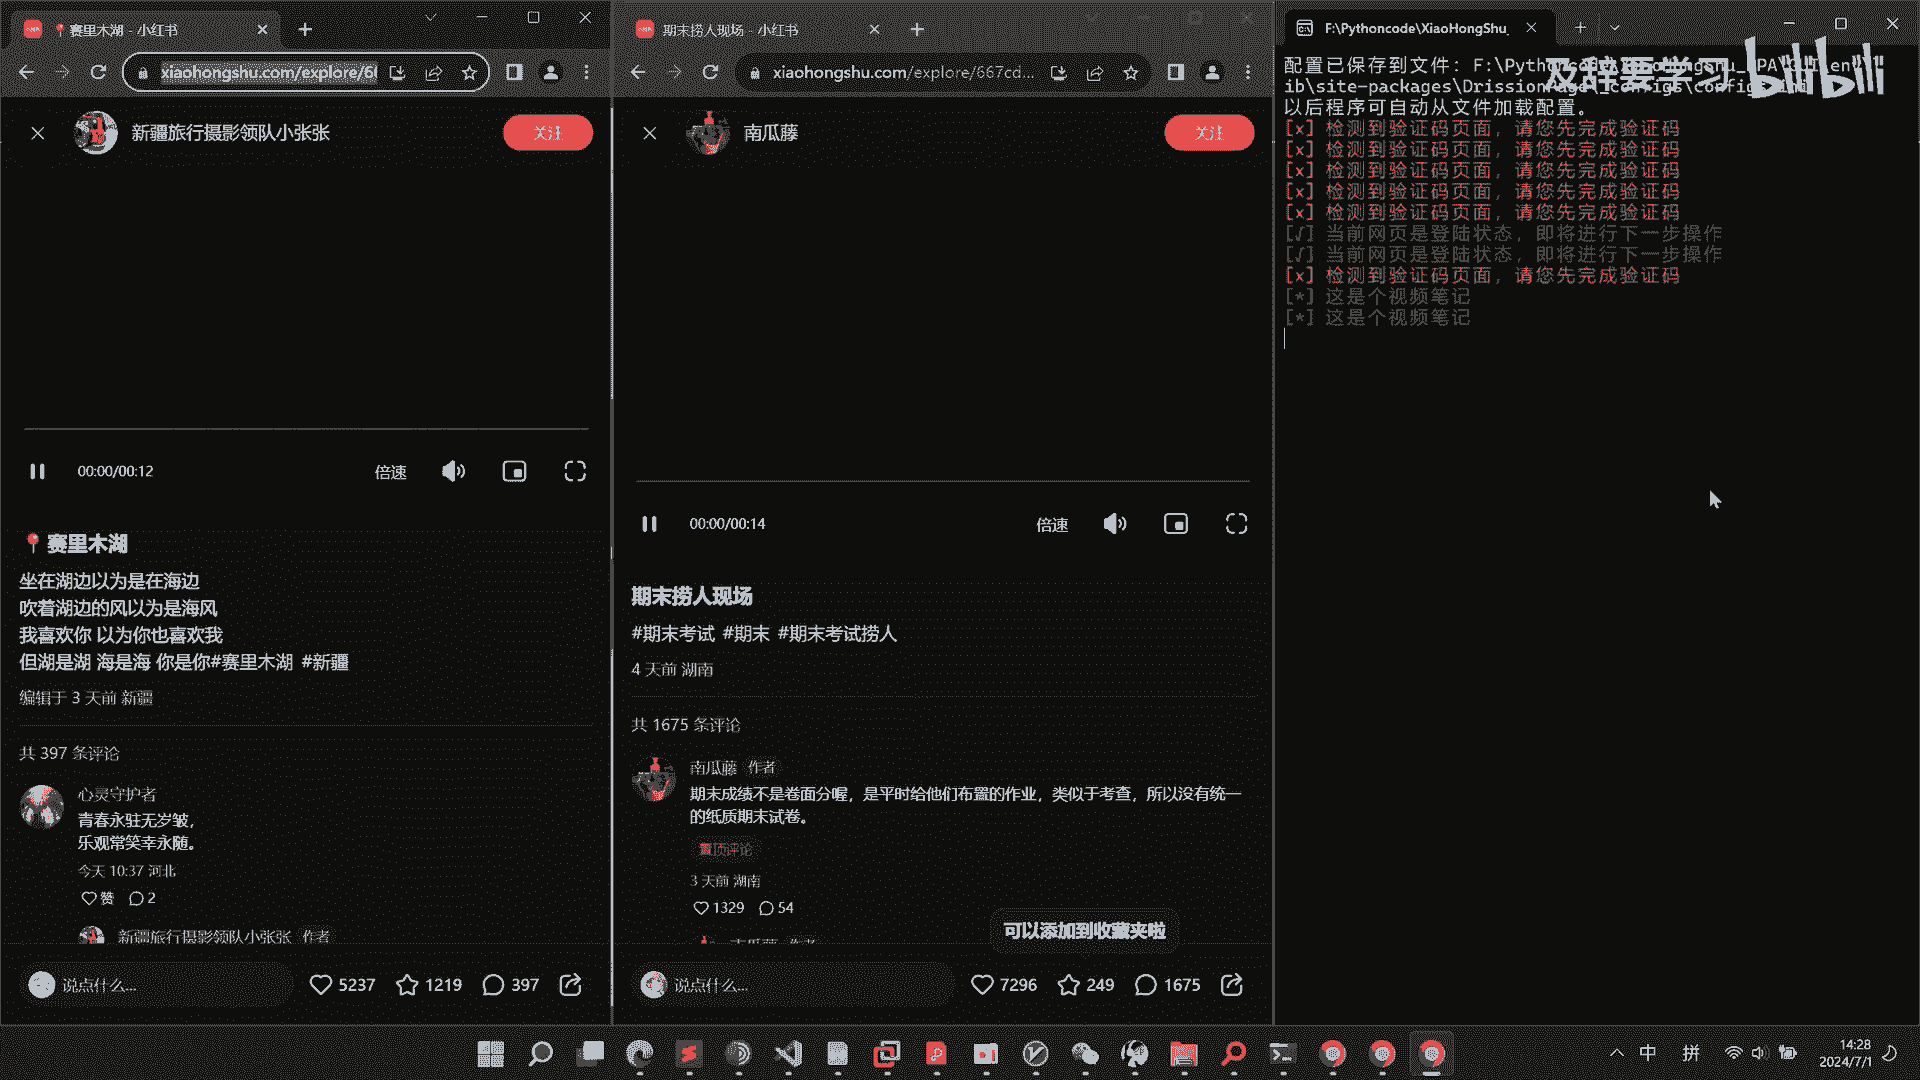 📍赛里木湖 - 小红书
xiaohongshu.com/explore/6
新疆旅行摄影领队小张张
关注
00:00/00:12
倍速
📍赛里木湖
坐在湖边以为是在海边
吹着湖边的风以为是海风
我喜欢你 以为你也喜欢我
但湖是湖 海是海 你是你#赛里木湖 #新疆
编辑于 3 天前 新疆
共 397 条评论
心灵守护者
青春永驻无岁皱,
乐观常笑幸永随。
今天 10:37 河北
赞 2
新疆旅行摄影领队小张张 作者
说点什么...
5237 1219 397
期末捞人现场 - 小红书
xiaohongshu.com/explore/667cd...
南瓜藤
关注
00:00/00:14
倍速
期末捞人现场
#期末考试 #期末 #期末考试捞人
4 天前 湖南
共 1675 条评论
南瓜藤 作者
期末成绩不是卷面分喔，是平时给他们布置的作业，类似于考查，所以没有统一
的纸质期末试卷。
置顶评论
3 天前 湖南
1329 54
南瓜藤 作者
可以添加到收藏夹啦
说点什么...
7296 249 1675
F:\Pythoncode\XiaoHongShu_
及辞要学习 bilibili
配置已保存到文件: F:\Pyth
ib\site-packages\Drission
以后程序可自动从文件加载配置。
[x] 检测到验证码页面, 请您先完成验证码
[x] 检测到验证码页面, 请您先完成验证码
[x] 检测到验证码页面, 请您先完成验证码
[x] 检测到验证码页面, 请您先完成验证码
[x] 检测到验证码页面, 请您先完成验证码
[√] 当前网页是登陆状态, 即将进行下一步操作
[√] 当前网页是登陆状态, 即将进行下一步操作
[x] 检测到验证码页面, 请您先完成验证码
[*] 这是个视频笔记
[*] 这是个视频笔记
中 拼
14:28
2024/7/1